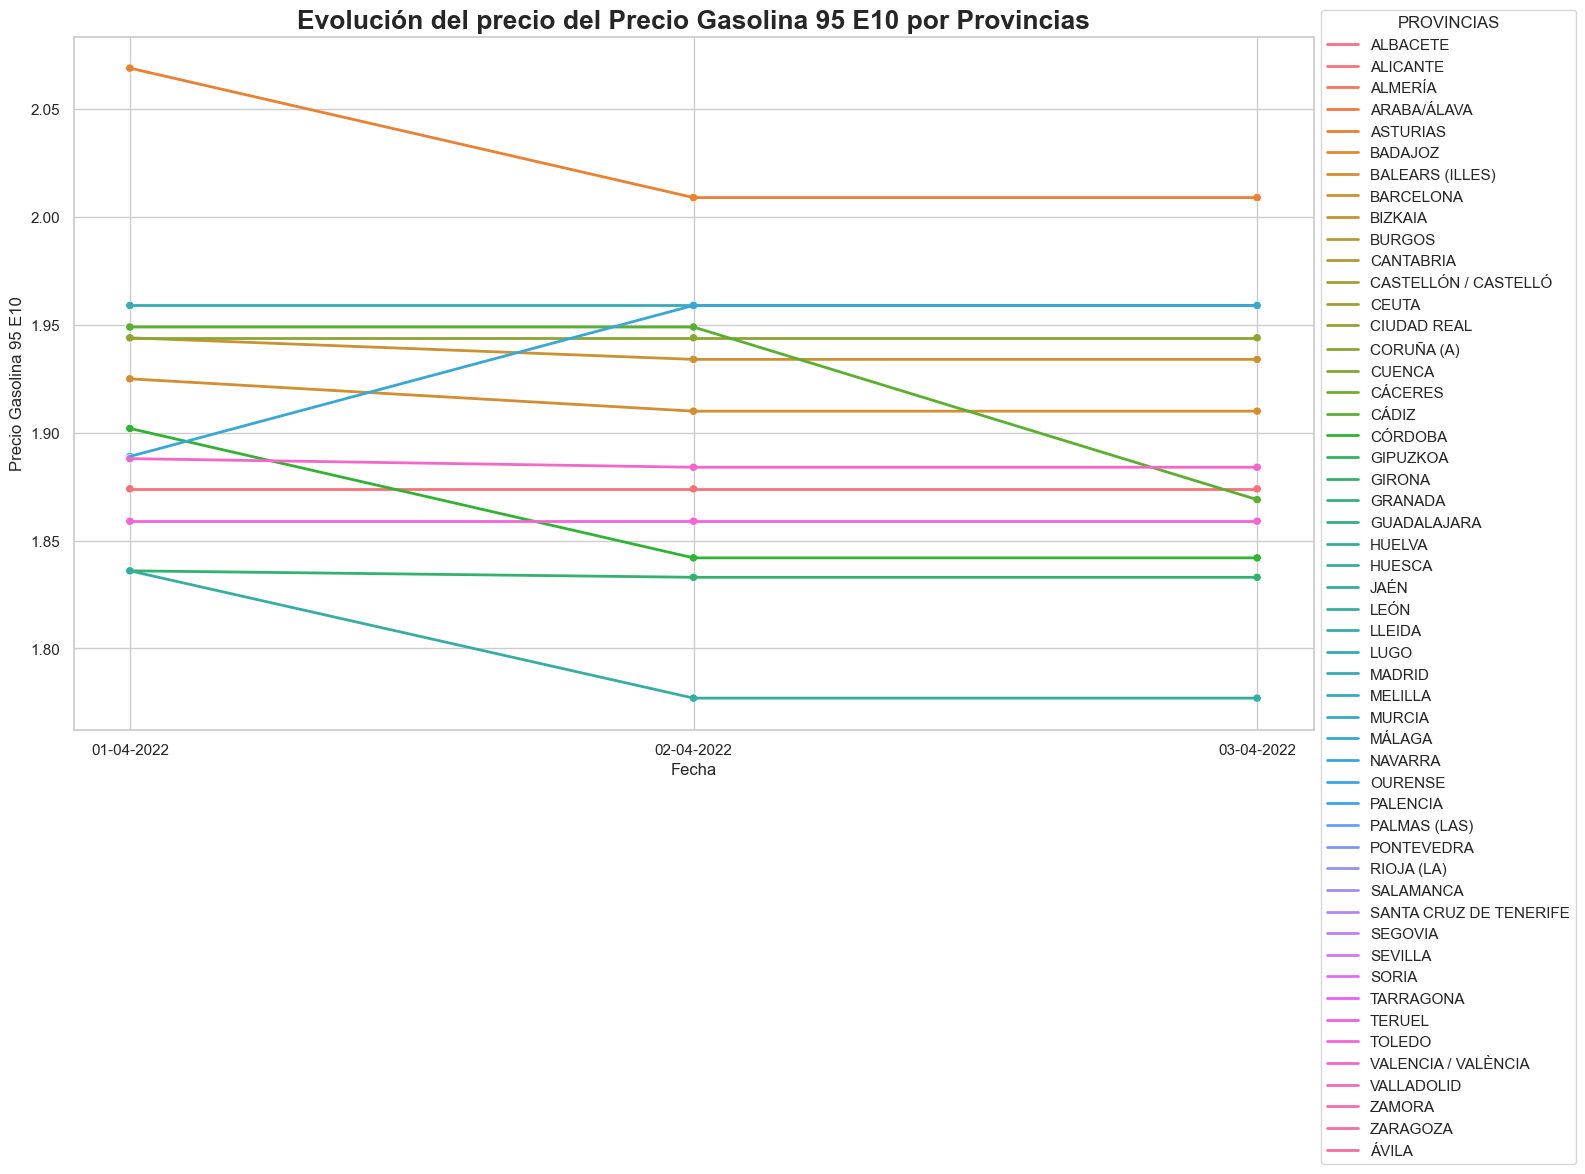 Evolución del precio del Precio Gasolina 95 E10 por Provincias
Precio Gasolina 95 E10
2.05
2.00
1.95
1.90
1.85
1.80
01-04-2022
02-04-2022
03-04-2022
Fecha
PROVINCIAS
ALBACETE
ALICANTE
ALMERÍA
ARABA/ÁLAVA
ASTURIAS
BADAJOZ
BALEARS (ILLES)
BARCELONA
BIZKAIA
BURGOS
CANTABRIA
CASTELLÓN / CASTELLÓ
CEUTA
CIUDAD REAL
CORUÑA (A)
CUENCA
CÁCERES
CÁDIZ
CÓRDOBA
GIPUZKOA
GIRONA
GRANADA
GUADALAJARA
HUELVA
HUESCA
JAÉN
LEÓN
LLEIDA
LUGO
MADRID
MELILLA
MURCIA
MÁLAGA
NAVARRA
OURENSE
PALENCIA
PALMAS (LAS)
PONTEVEDRA
RIOJA (LA)
SALAMANCA
SANTA CRUZ DE TENERIFE
SEGOVIA
SEVILLA
SORIA
TARRAGONA
TERUEL
TOLEDO
VALENCIA / VALÈNCIA
VALLADOLID
ZAMORA
ZARAGOZA
ÁVILA